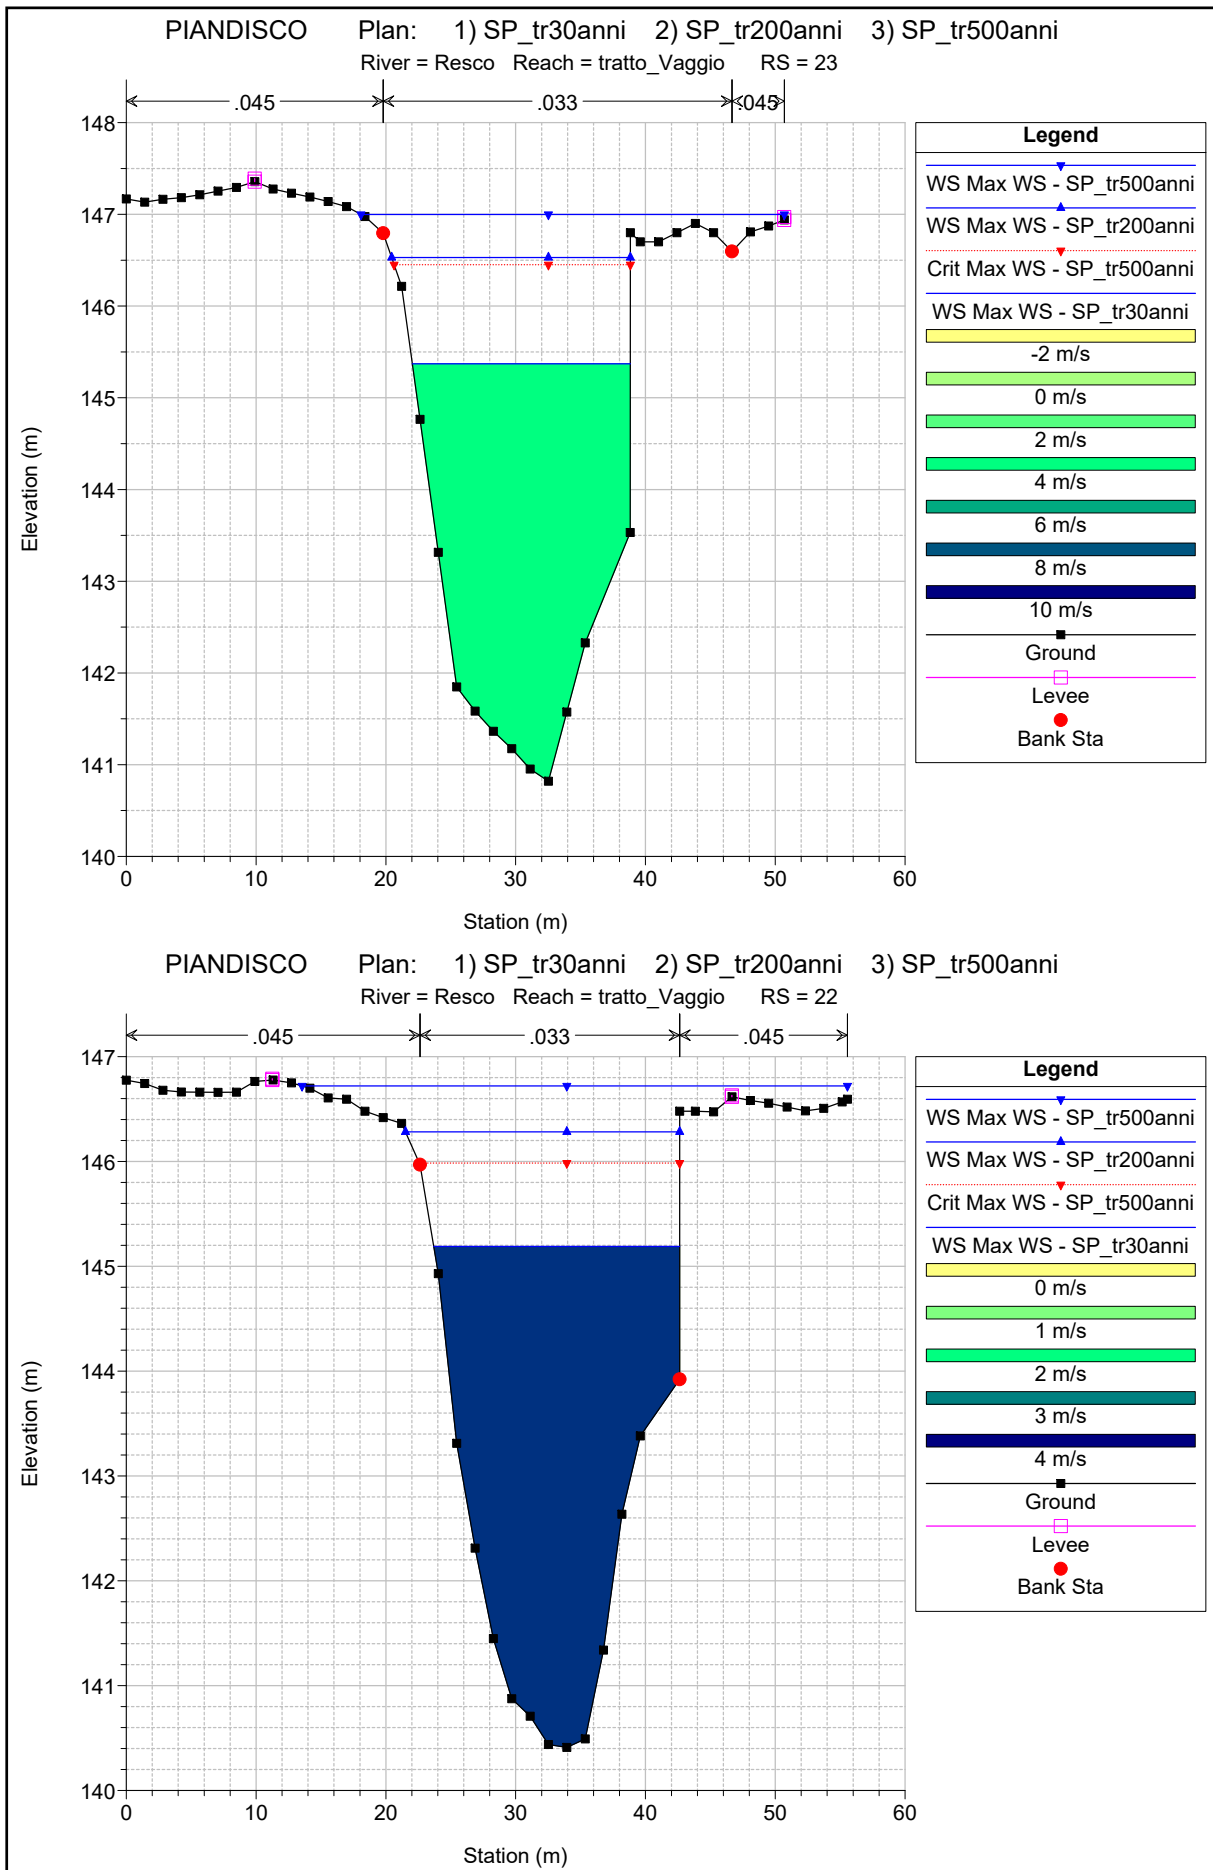 PIANDISCO Plan: 1) SP_tr30anni 2) SP_tr200anni 3) SP_tr500anni
River = Resco Reach = tratto_Vaggio RS = 23
.045 .033 .045
148
147
146
145
144
143
142
141
140
0 10 20 30 40 50 60
Station (m)
Elevation (m)
Legend
WS Max WS - SP_tr500anni
WS Max WS - SP_tr200anni
Crit Max WS - SP_tr500anni
WS Max WS - SP_tr30anni
-2 m/s
0 m/s
2 m/s
4 m/s
6 m/s
8 m/s
10 m/s
Ground
Levee
Bank Sta
PIANDISCO Plan: 1) SP_tr30anni 2) SP_tr200anni 3) SP_tr500anni
River = Resco Reach = tratto_Vaggio RS = 22
.045 .033 .045
147
146
145
144
143
142
141
140
0 10 20 30 40 50 60
Station (m)
Elevation (m)
Legend
WS Max WS - SP_tr500anni
WS Max WS - SP_tr200anni
Crit Max WS - SP_tr500anni
WS Max WS - SP_tr30anni
0 m/s
1 m/s
2 m/s
3 m/s
4 m/s
Ground
Levee
Bank Sta